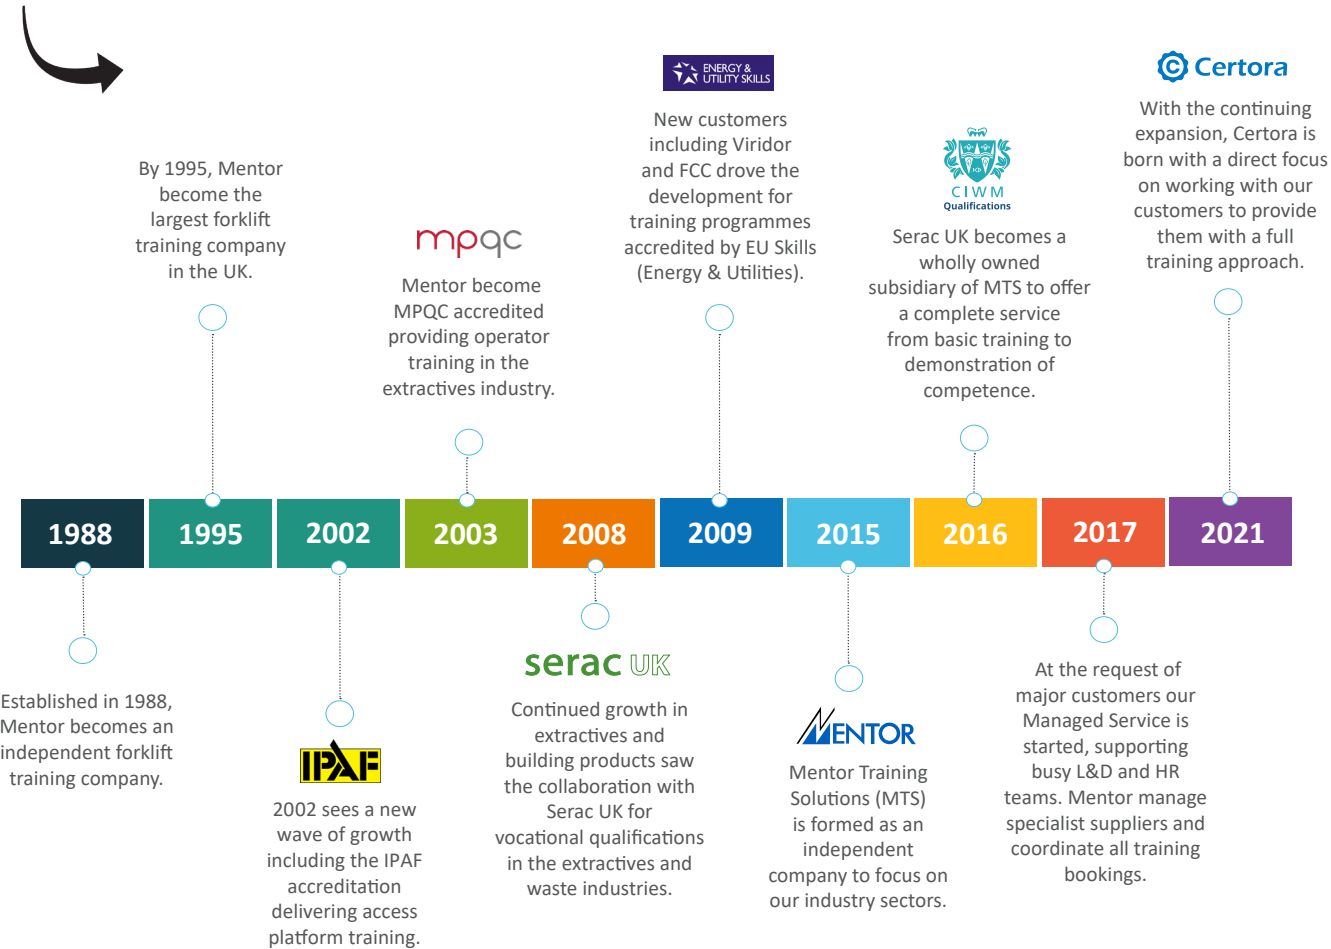 By 1995, Mentor
become the
largest forklift
training company
in the UK.
mpqc
Mentor become
MPQC accredited
providing operator
training in the
extractives industry.
ENERGY &
UTILITY SKILLS
New customers
including Viridor
and FCC drove the
development for
training programmes
accredited by EU Skills
(Energy & Utilities).
CIWM
Qualifications
Serac UK becomes a
wholly owned
subsidiary of MTS to offer
a complete service
from basic training to
demonstration of
competence.
Certora
With the continuing
expansion, Certora is
born with a direct focus
on working with our
customers to provide
them with a full
training approach.
1988
1995
2002
2003
2008
2009
2015
2016
2017
2021
Established in 1988,
Mentor becomes an
independent forklift
training company.
IPAF
2002 sees a new
wave of growth
including the IPAF
accreditation
delivering access
platform training.
serac UK
Continued growth in
extractives and
building products saw
the collaboration with
Serac UK for
vocational qualifications
in the extractives and
waste industries.
MENTOR
Mentor Training
Solutions (MTS)
is formed as an
independent
company to focus on
our industry sectors.
At the request of
major customers our
Managed Service is
started, supporting
busy L&D and HR
teams. Mentor manage
specialist suppliers and
coordinate all training
bookings.